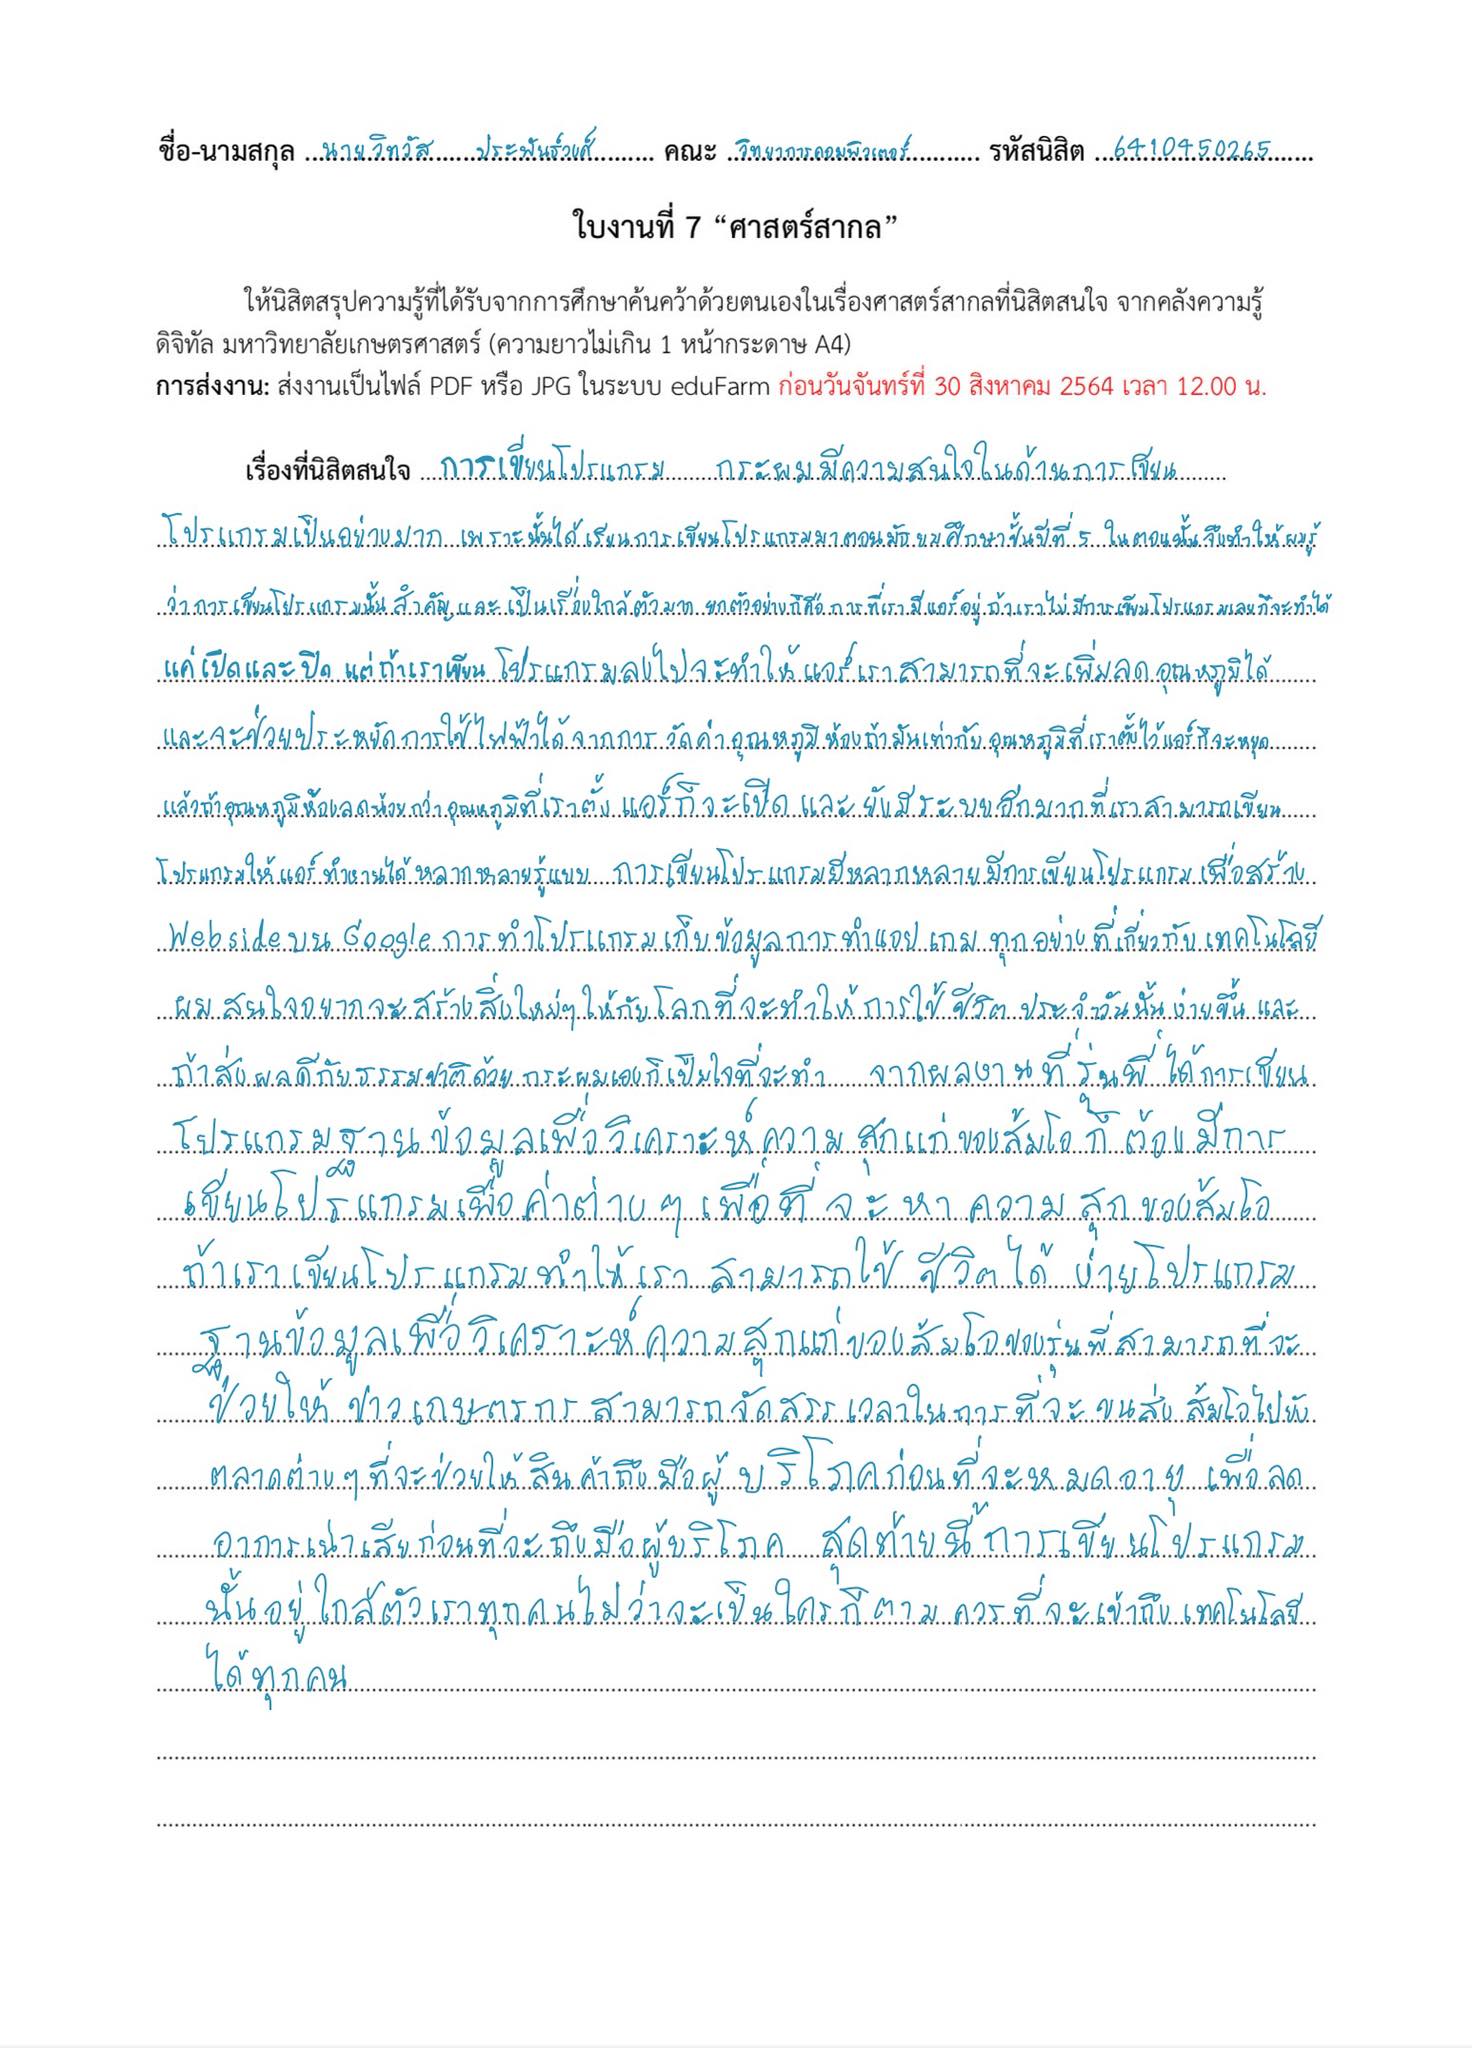 ชื่อ-นามสกุล นายวิทวัส ประพันธ์วงศ์ คณะ วิทยาการคอมพิวเตอร์ รหัสนิสิต 6410450265
ใบงานที่ 7 “ศาสตร์สากล”
ให้นิสิตสรุปความรู้ที่ได้รับจากการศึกษาค้นคว้าด้วยตนเองในเรื่องศาสตร์สากลที่นิสิตสนใจ จากคลังความรู้
ดิจิทัล มหาวิทยาลัยเกษตรศาสตร์ (ความยาวไม่เกิน 1 หน้ากระดาษ A4)
การส่งงาน: ส่งงานเป็นไฟล์ PDF หรือ JPG ในระบบ eduFarm ก่อนวันจันทร์ที่ 30 สิงหาคม 2564 เวลา 12.00 น.
เรื่องที่นิสิตสนใจ การเขียนโปรแกรม กระผมมีความสนใจในด้านการเขียน
โปรแกรมเป็นอย่างมาก เพราะนั้นได้เรียนการเขียนโปรแกรมมาตอนมัธยมศึกษาชั้นปีที่ 5 ในตอนนั้นจึงทำให้ผมรู้
ว่าการเขียนโปรแกรมนั้นสำคัญและเป็นเรื่องใกล้ตัวมาก ยกตัวอย่างก็คือ การที่เรามีแอร์อยู่ถ้าเราไม่มีการเขียนโปรแกรมเลยก็จะทำได้
แค่เปิดและปิด แต่ถ้าเราเขียนโปรแกรมลงไปจะทำให้แอร์เราสามารถที่จะเพิ่มลดอุณหภูมิได้
และจะช่วยประหยัดการใช้ไฟฟ้าได้จากการวัดค่าอุณหภูมิห้องถ้ามันเท่ากับอุณหภูมิที่เราตั้งไว้แอร์ก็จะหยุด
แล้วถ้าอุณหภูมิห้องลดน้อยกว่าอุณหภูมิที่เราตั้ง แอร์ก็จะเปิด และยังมีระบบอีกมากที่เราสามารถเขียน
โปรแกรมให้แอร์ทำงานได้หลากหลายรู้แบบ การเขียนโปรแกรมมีหลากหลายมีการเขียนโปรแกรมเพื่อสร้าง
Webside บน Google การทำโปรแกรมเก็บข้อมูลการทำแอป เกม ทุกอย่างที่เกี่ยวกับเทคโนโลยี
ผมสนใจอยากจะสร้างสิ่งใหม่ๆให้กับโลกที่จะทำให้การใช้ชีวิตประจำวันนั้นง่ายขึ้น และ
ถ้าส่งผลดีกับธรรมชาติด้วยกระผมเองก็เป็มใจที่จะทำ จากผลงานที่รุ่นพี่ได้การเขียน
โปรแกรมฐานข้อมูลเพื่อวิเคราะห์ความสุกแก่ของส้มโอก็ต้องมีการ
เขียนโปรแกรมเพื่อค่าต่างๆเพื่อที่จะหาความสุกของส้มโอ
ถ้าเราเขียนโปรแกรมทำให้เราสามารถใช้ชีวิตได้ง่ายโปรแกรม
ฐานข้อมูลเพื่อวิเคราะห์ความสุกแก่ของส้มโอของรุ่นพี่สามารถที่จะ
ช่วยให้ชาวเกษตรกรสามารถจัดสรรเวลาในการที่จะขนส่งส้มโอไปยัง
ตลาดต่างๆที่จะช่วยให้สินค้าถึงมือผู้บริโภคก่อนที่จะหมดอายุ เพื่อลด
อาการเน่าเสียก่อนที่จะถึงมือผู้บริโภค สุดท้ายนี้การเขียนโปรแกรม
นั้นอยู่ใกล้ตัวเราทุกคนไม่ว่าจะเป็นใครก็ตาม ควรที่จะเข้าถึงเทคโนโลยี
ได้ทุกคน